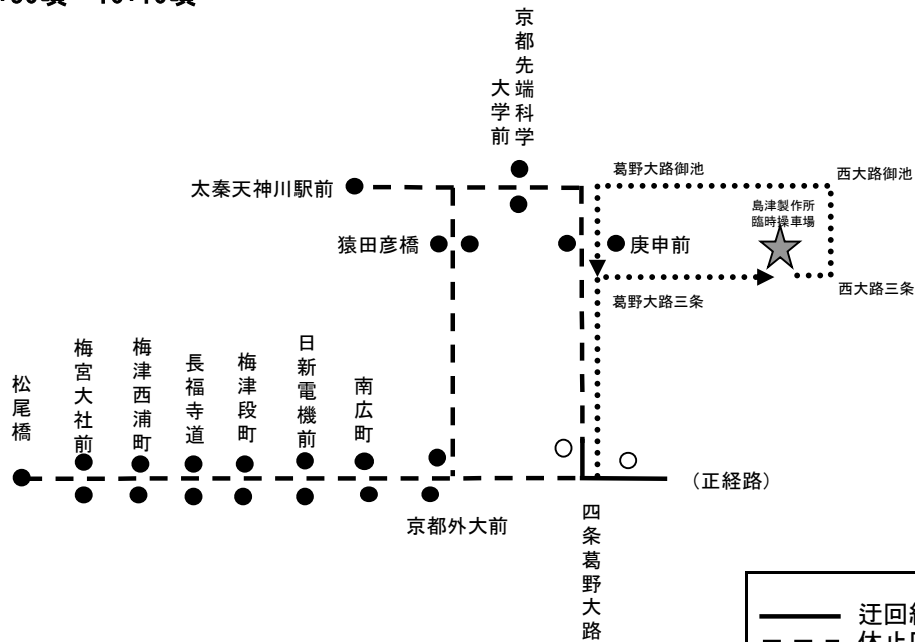 京都先端科学
大学前
太秦天神川駅前
葛野大路御池
西大路御池
島津製作所
臨時操車場
猿田彦橋
庚申前
葛野大路三条
西大路三条
松尾橋
梅宮大社前
梅津西浦町
長福寺道
梅津段町
日新電機前
南広町
(正経路)
京都外大前
四条葛野大路
迂回